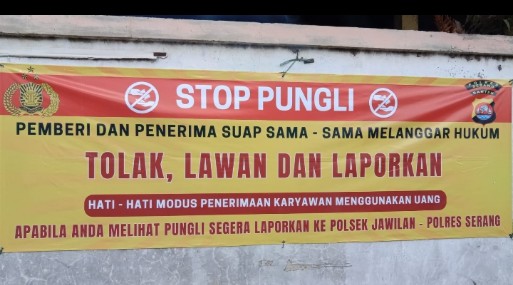 STOP PUNGLI
PEMBERI DAN PENERIMA SUAP SAMA - SAMA MELANGGAR HUKUM
TOLAK, LAWAN DAN LAPORKAN
HATI - HATI MODUS PENERIMAAN KARYAWAN MENGGUNAKAN UANG
APABILA ANDA MELIHAT PUNGLI SEGERA LAPORKAN KE POLSEK JAWILAN - POLRES SERANG